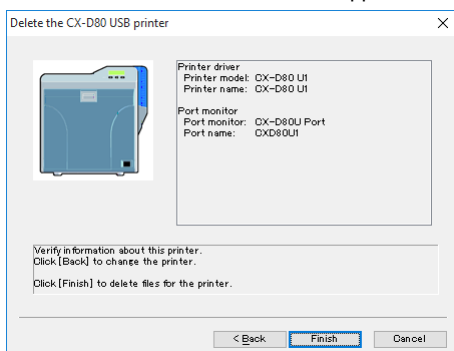 Delete the CX-D80 USB printer
Printer driver
Printer model: CX-D80 U1
Printer name: CX-D80 U1
Port monitor
Port monitor: CX-D80U Port
Port name: CXD80U1
Verify information about this printer.
Click [Back] to change the printer.
Click [Finish] to delete files for the printer.
< Back
Finish
Cancel